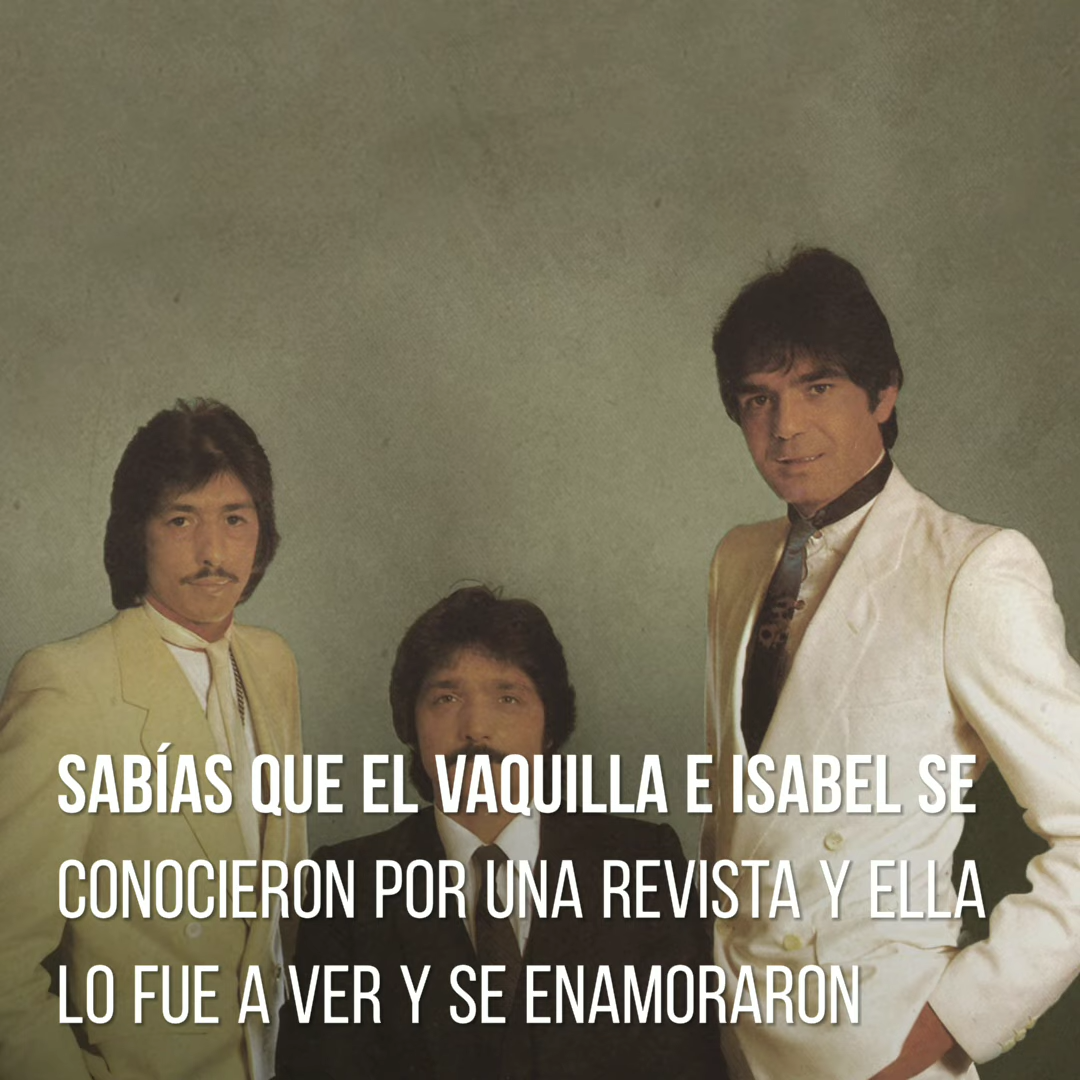 SABÍAS QUE EL VAQUILLA E ISABEL SE
CONOCIERON POR UNA REVISTA Y ELLA
LO FUE A VER Y SE ENAMORARON